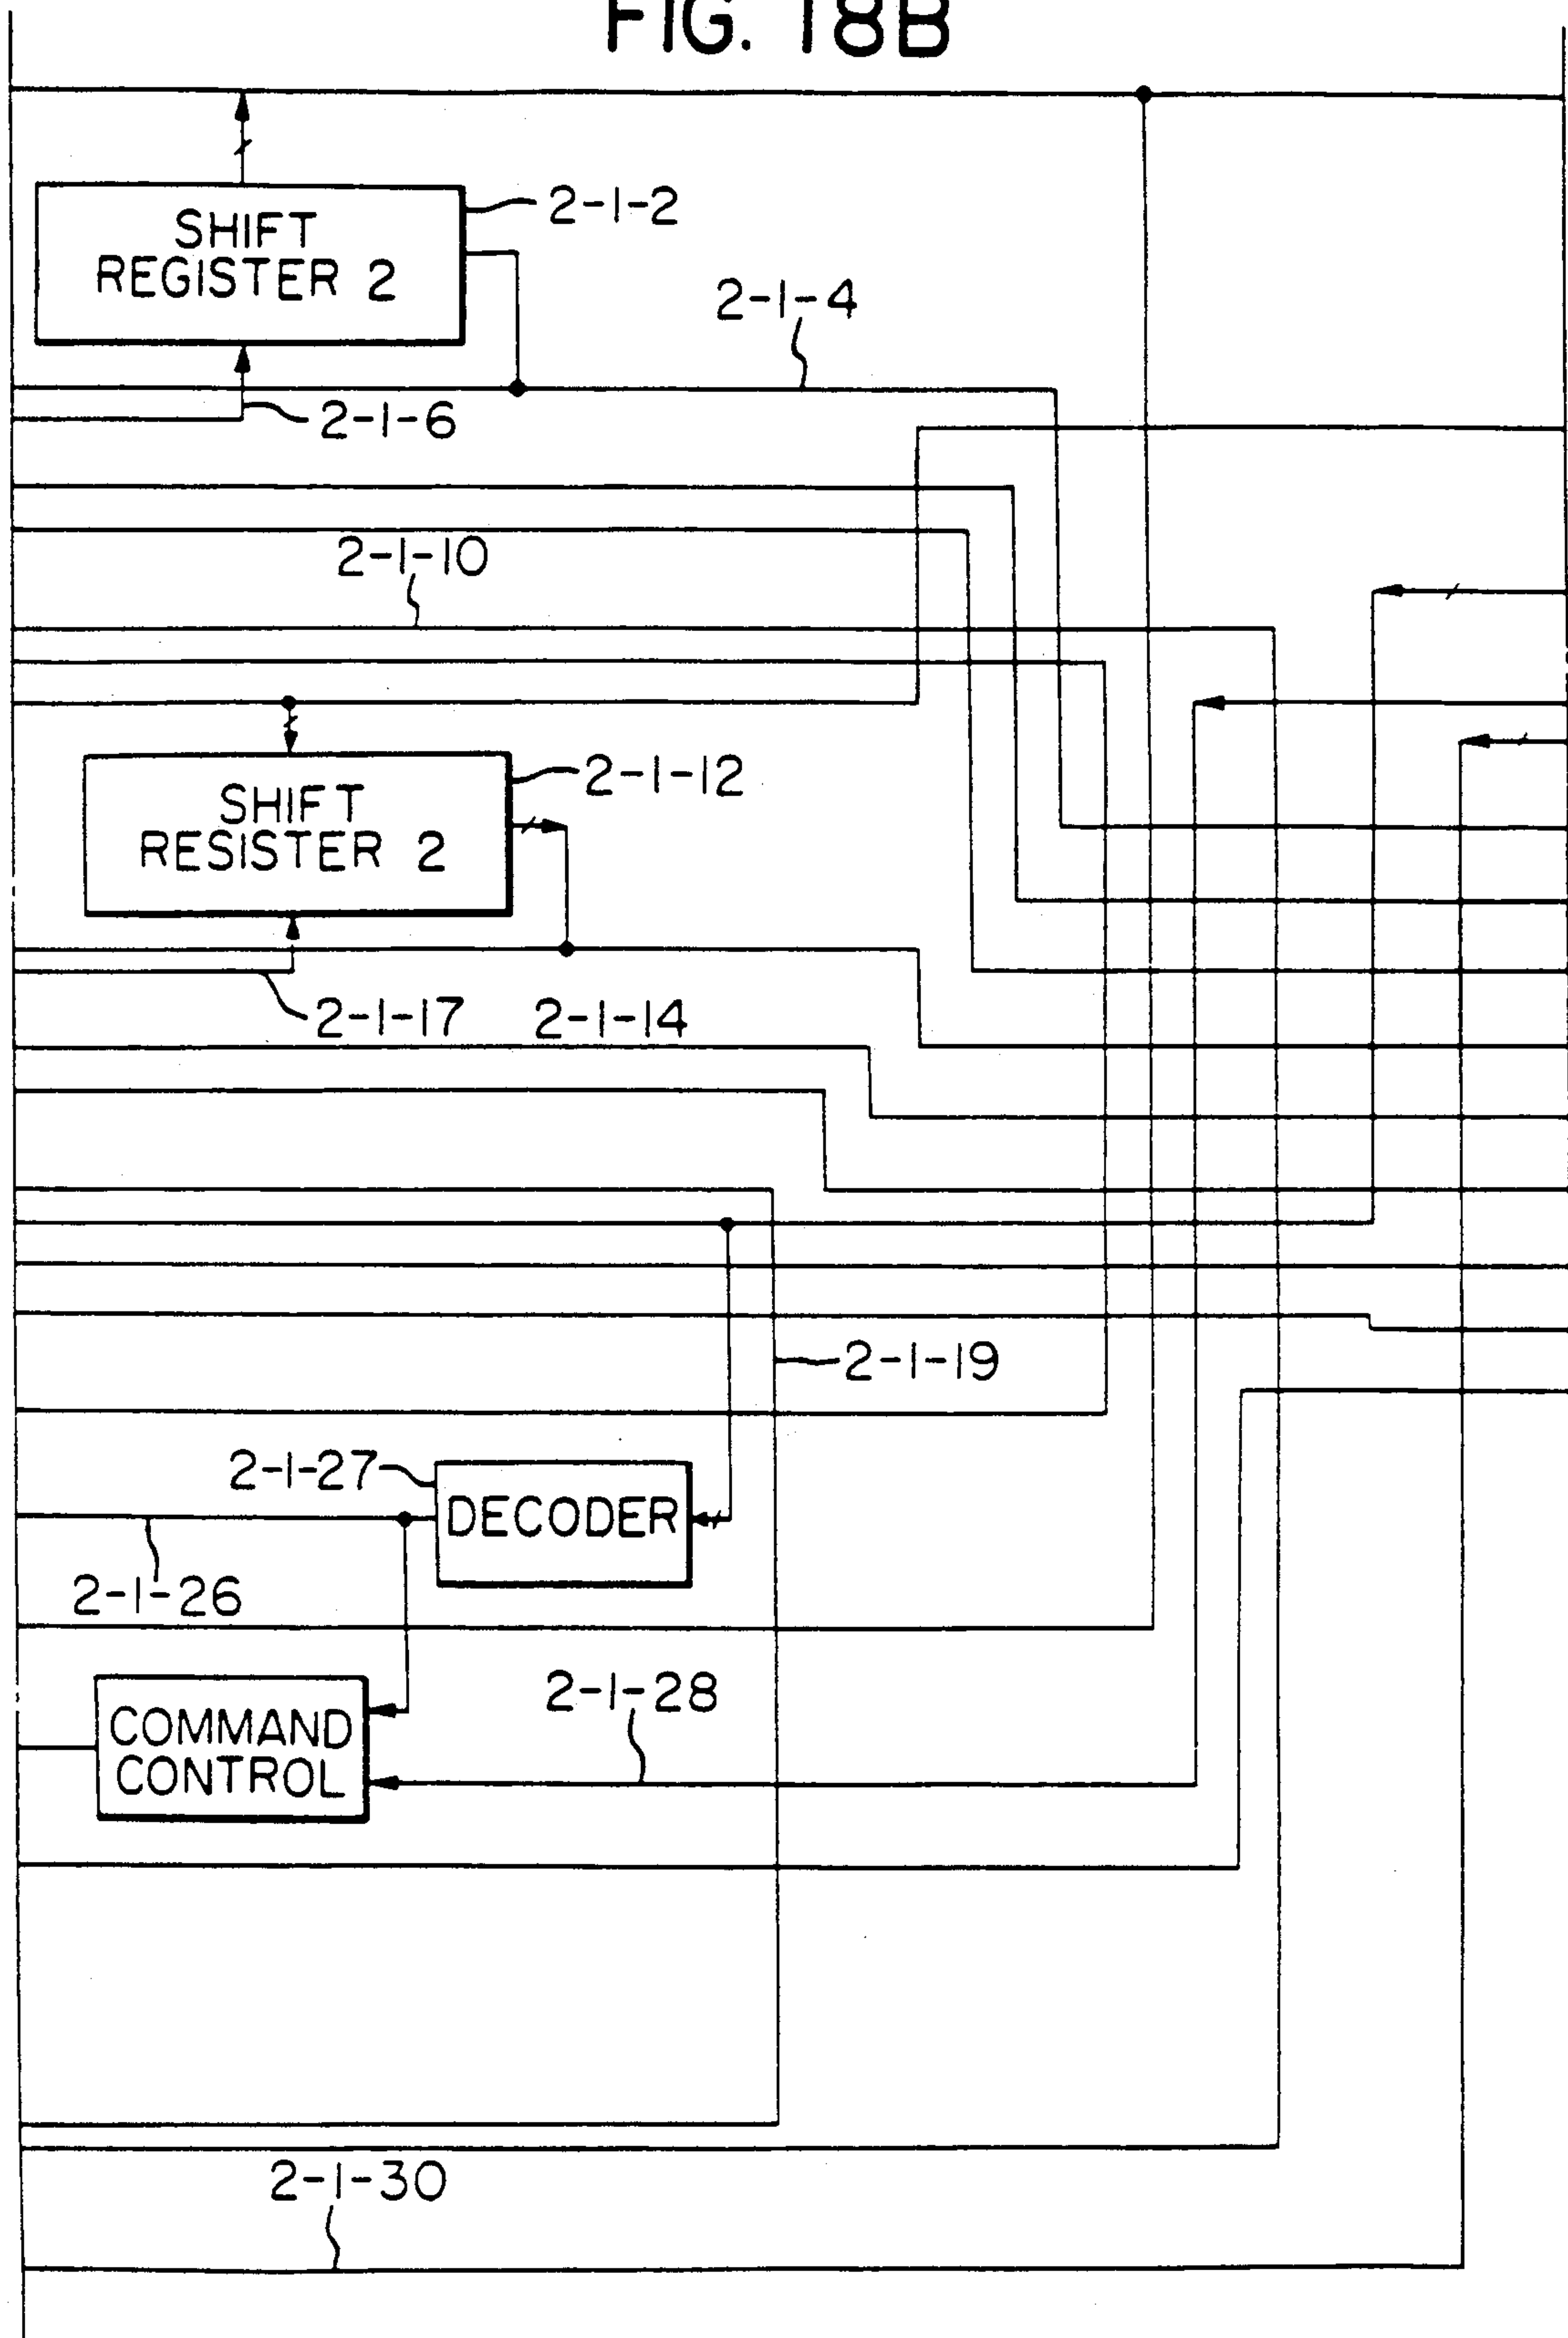 FIG. 18B
2-1-2
SHIFT
REGISTER 2
2-1-4
2-1-6
2-1-10
2-1-12
SHIFT
RESISTER 2
2-1-17
2-1-14
2-1-19
2-1-27
DECODER
2-1-26
2-1-28
COMMAND
CONTROL
2-1-30